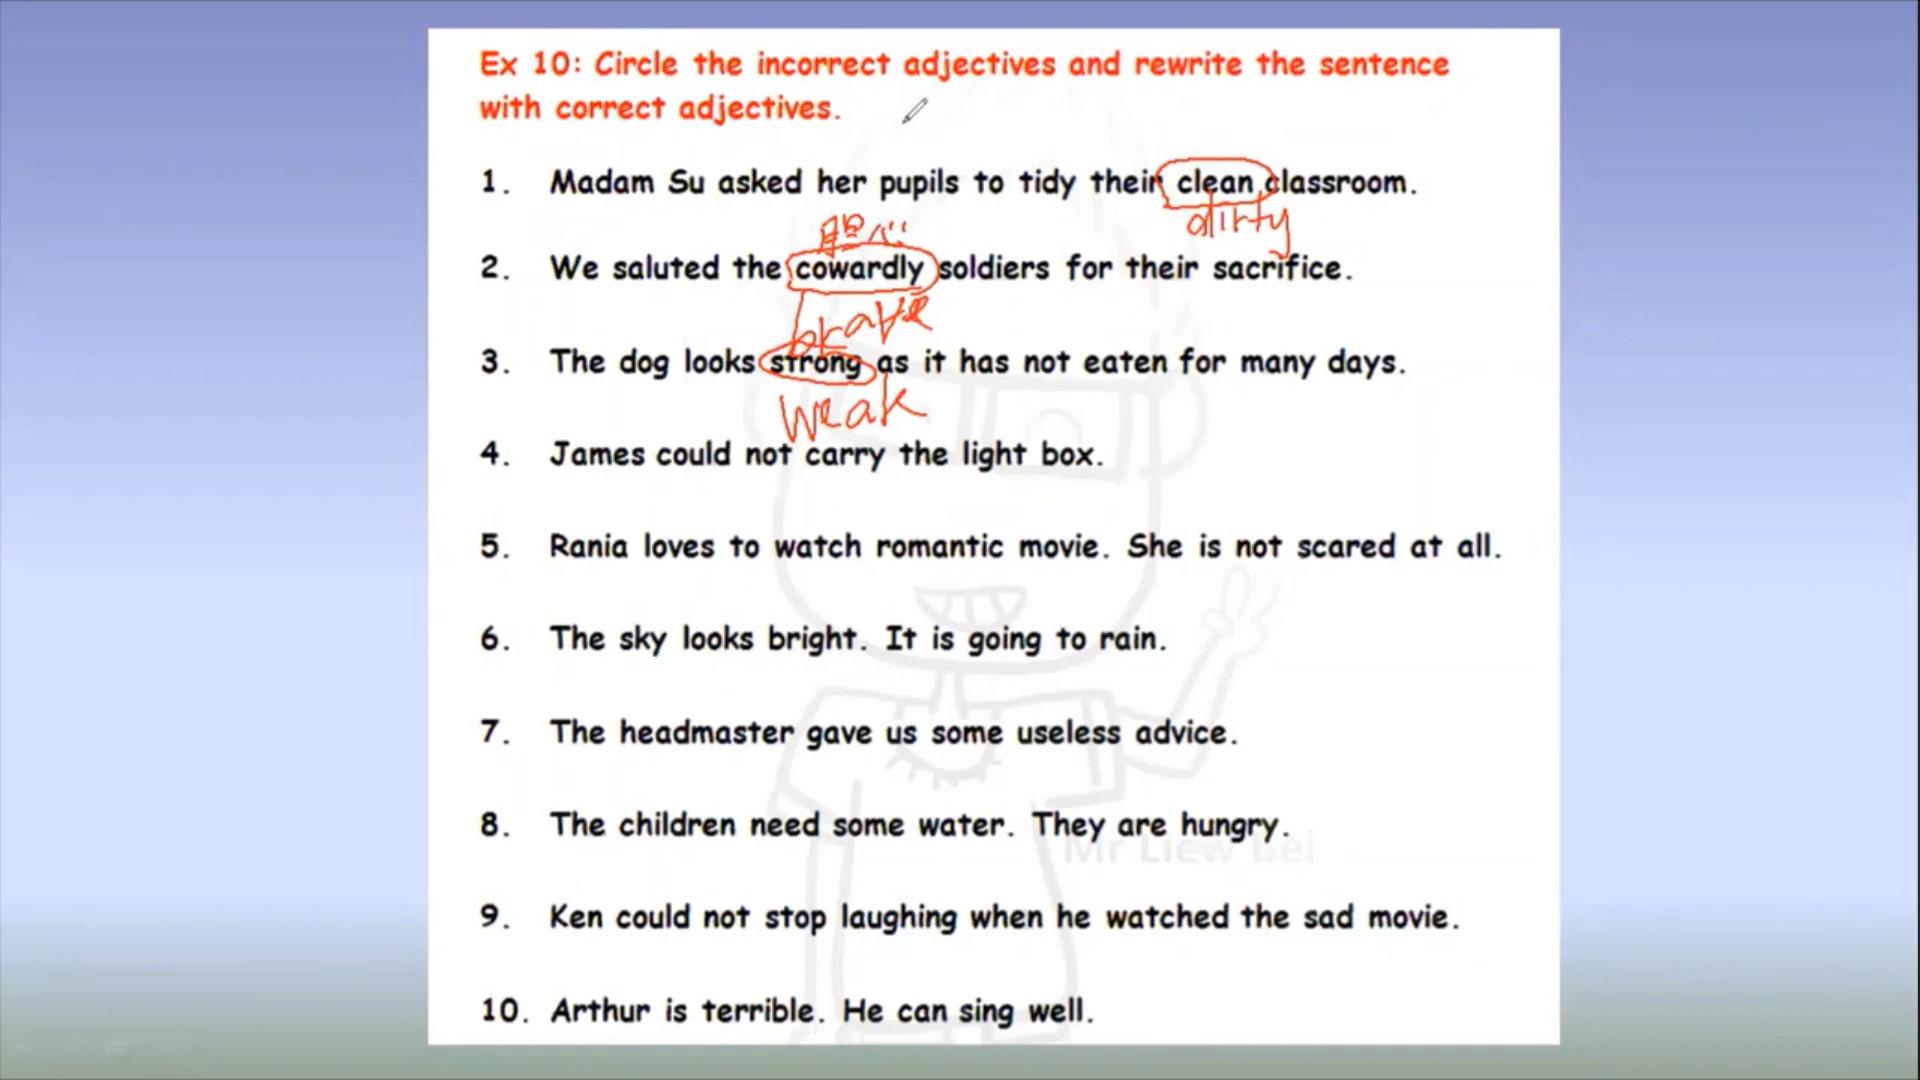 Ex 10: Circle the incorrect adjectives and rewrite the sentence
with correct adjectives.
1. Madam Su asked her pupils to tidy their clean classroom.
dirty
2. We saluted the cowardly soldiers for their sacrifice.
brave
3. The dog looks strong as it has not eaten for many days.
weak
4. James could not carry the light box.
5. Rania loves to watch romantic movie. She is not scared at all.
6. The sky looks bright. It is going to rain.
7. The headmaster gave us some useless advice.
8. The children need some water. They are hungry.
Mr Liew Bei
9. Ken could not stop laughing when he watched the sad movie.
10. Arthur is terrible. He can sing well.